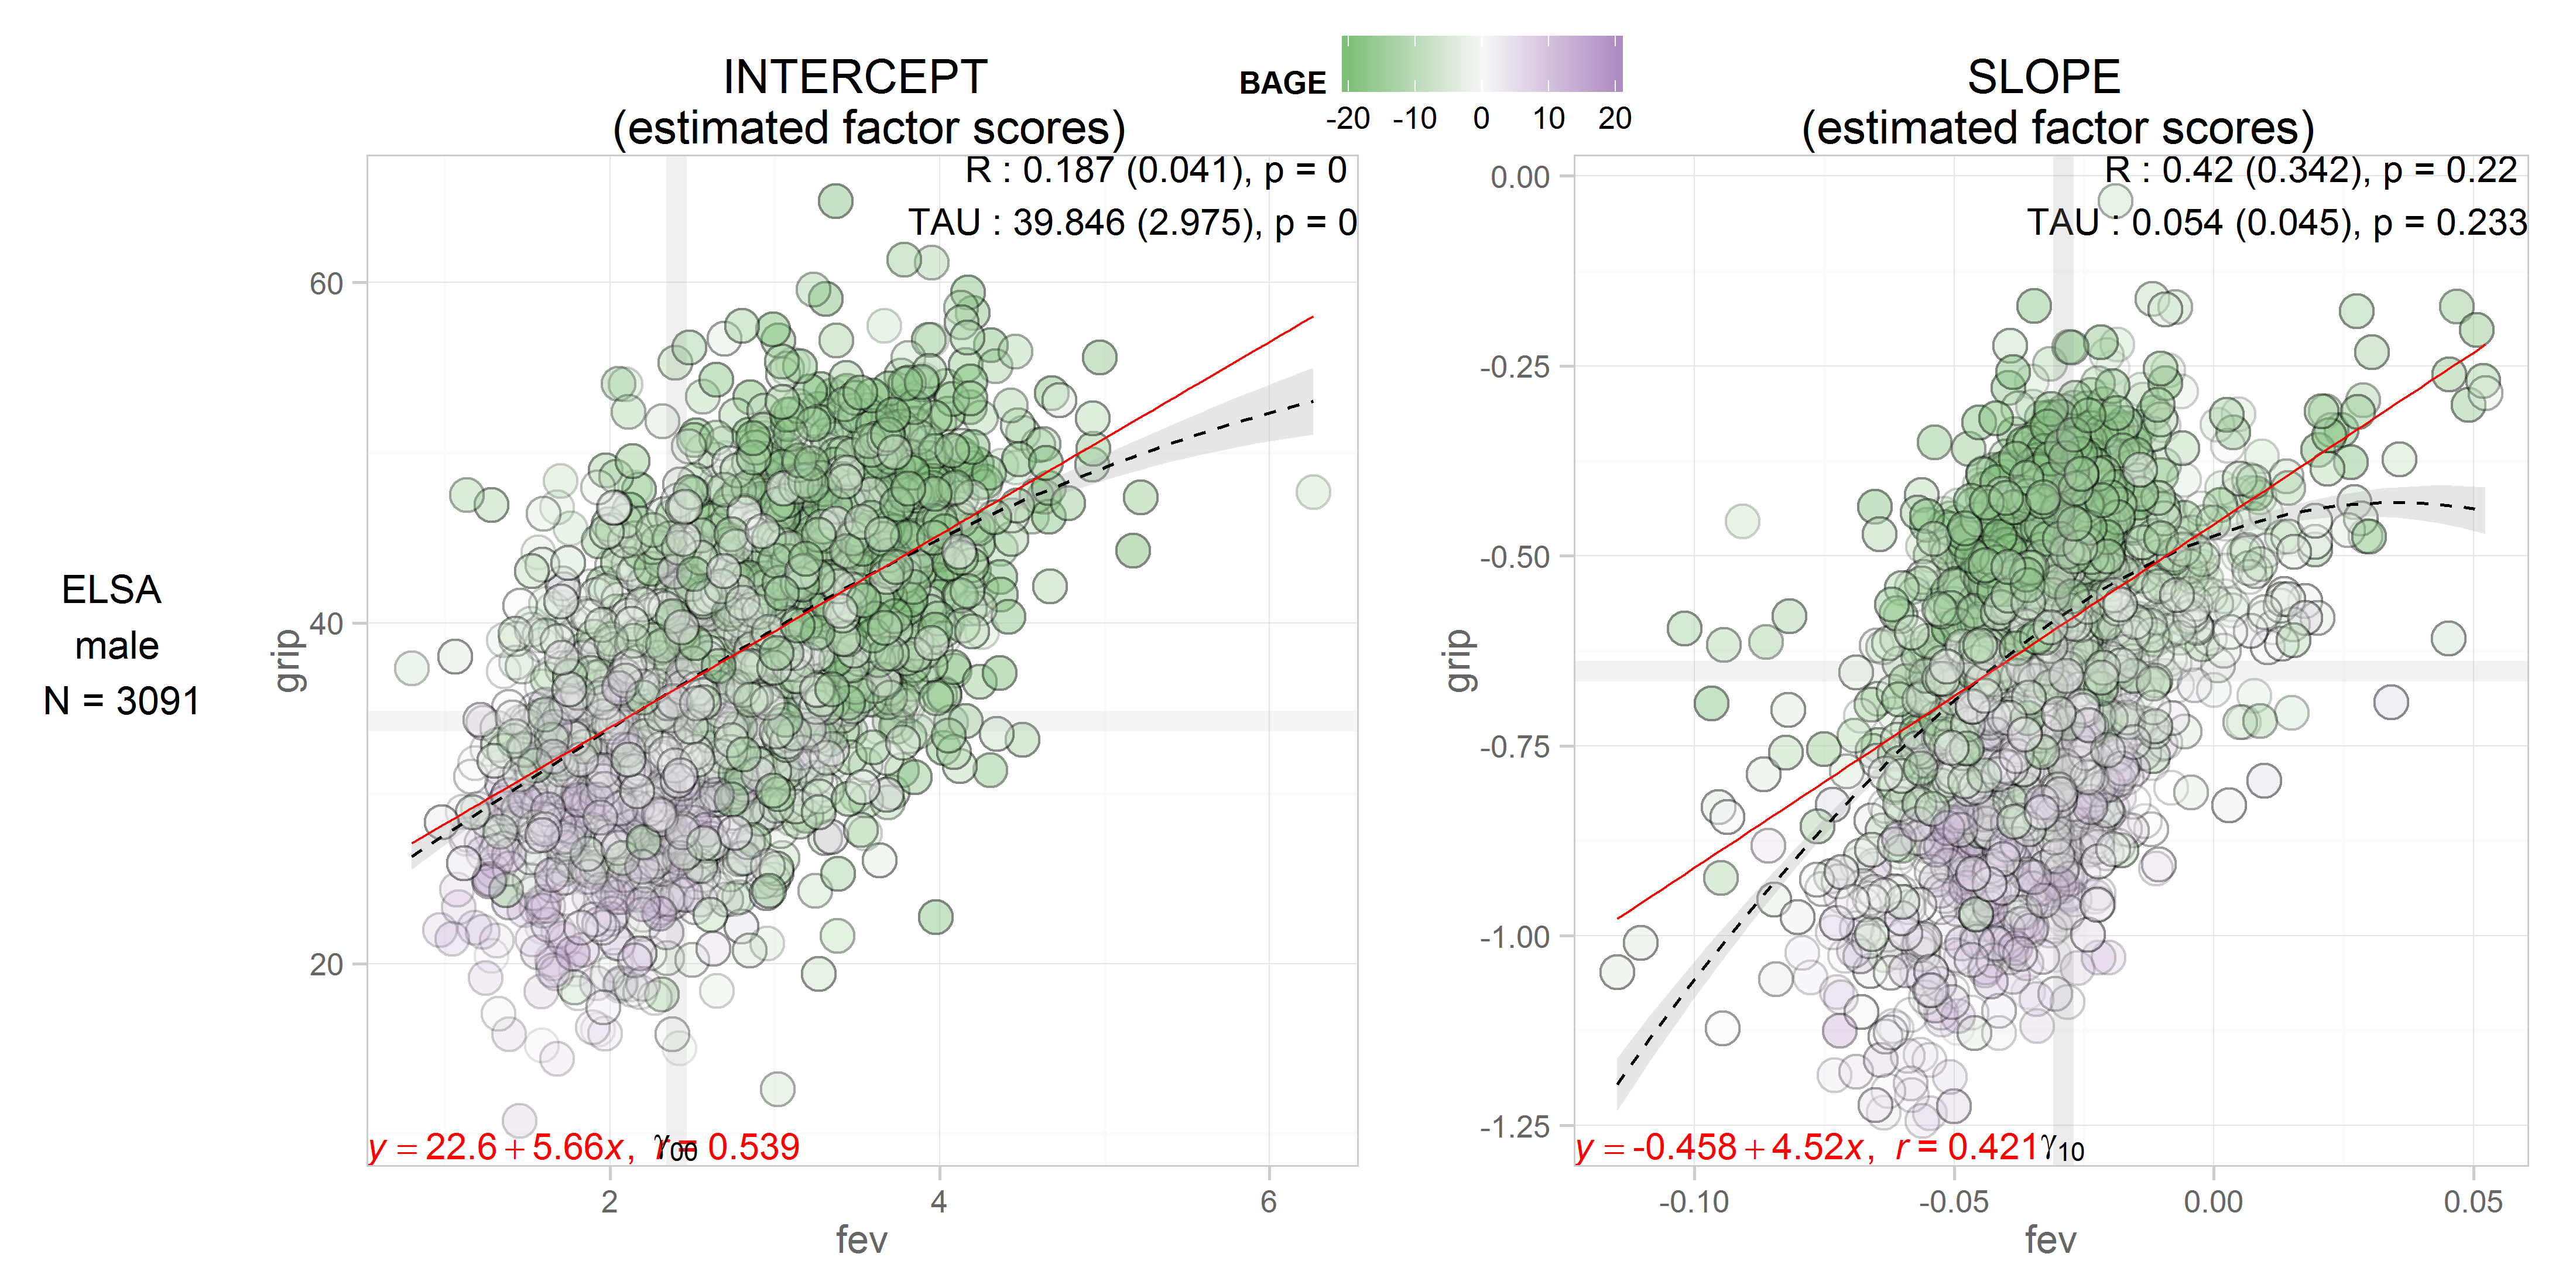 BAGE
-20 -10 0 10 20
INTERCEPT
(estimated factor scores)
R : 0.187 (0.041), p = 0
TAU : 39.846 (2.975), p = 0
60
40
20
grip
y = 22.6 + 5.66x, r = 0.539
γ00
2 4 6
fev
ELSA
male
N = 3091
SLOPE
(estimated factor scores)
R : 0.42 (0.342), p = 0.22
TAU : 0.054 (0.045), p = 0.233
0.00
-0.25
-0.50
-0.75
-1.00
-1.25
grip
y = -0.458 + 4.52x, r = 0.421
γ10
-0.10 -0.05 0.00 0.05
fev